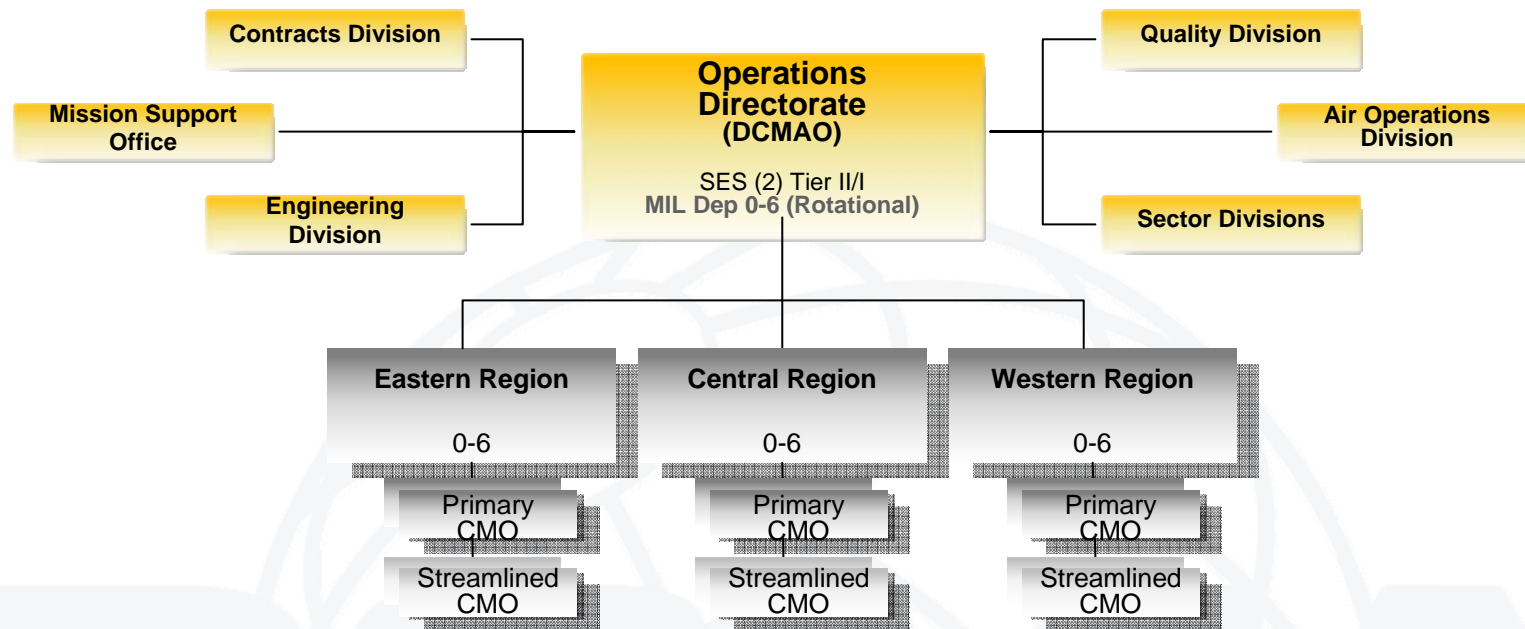 Contracts Division
Mission Support
Office
Engineering
Division
Operations
Directorate
(DCMAO)
SES (2) Tier II/I
MIL Dep 0-6 (Rotational)
Quality Division
Air Operations
Division
Sector Divisions
Eastern Region
0-6
Primary
CMO
Streamlined
CMO
Central Region
0-6
Primary
CMO
Streamlined
CMO
Western Region
0-6
Primary
CMO
Streamlined
CMO